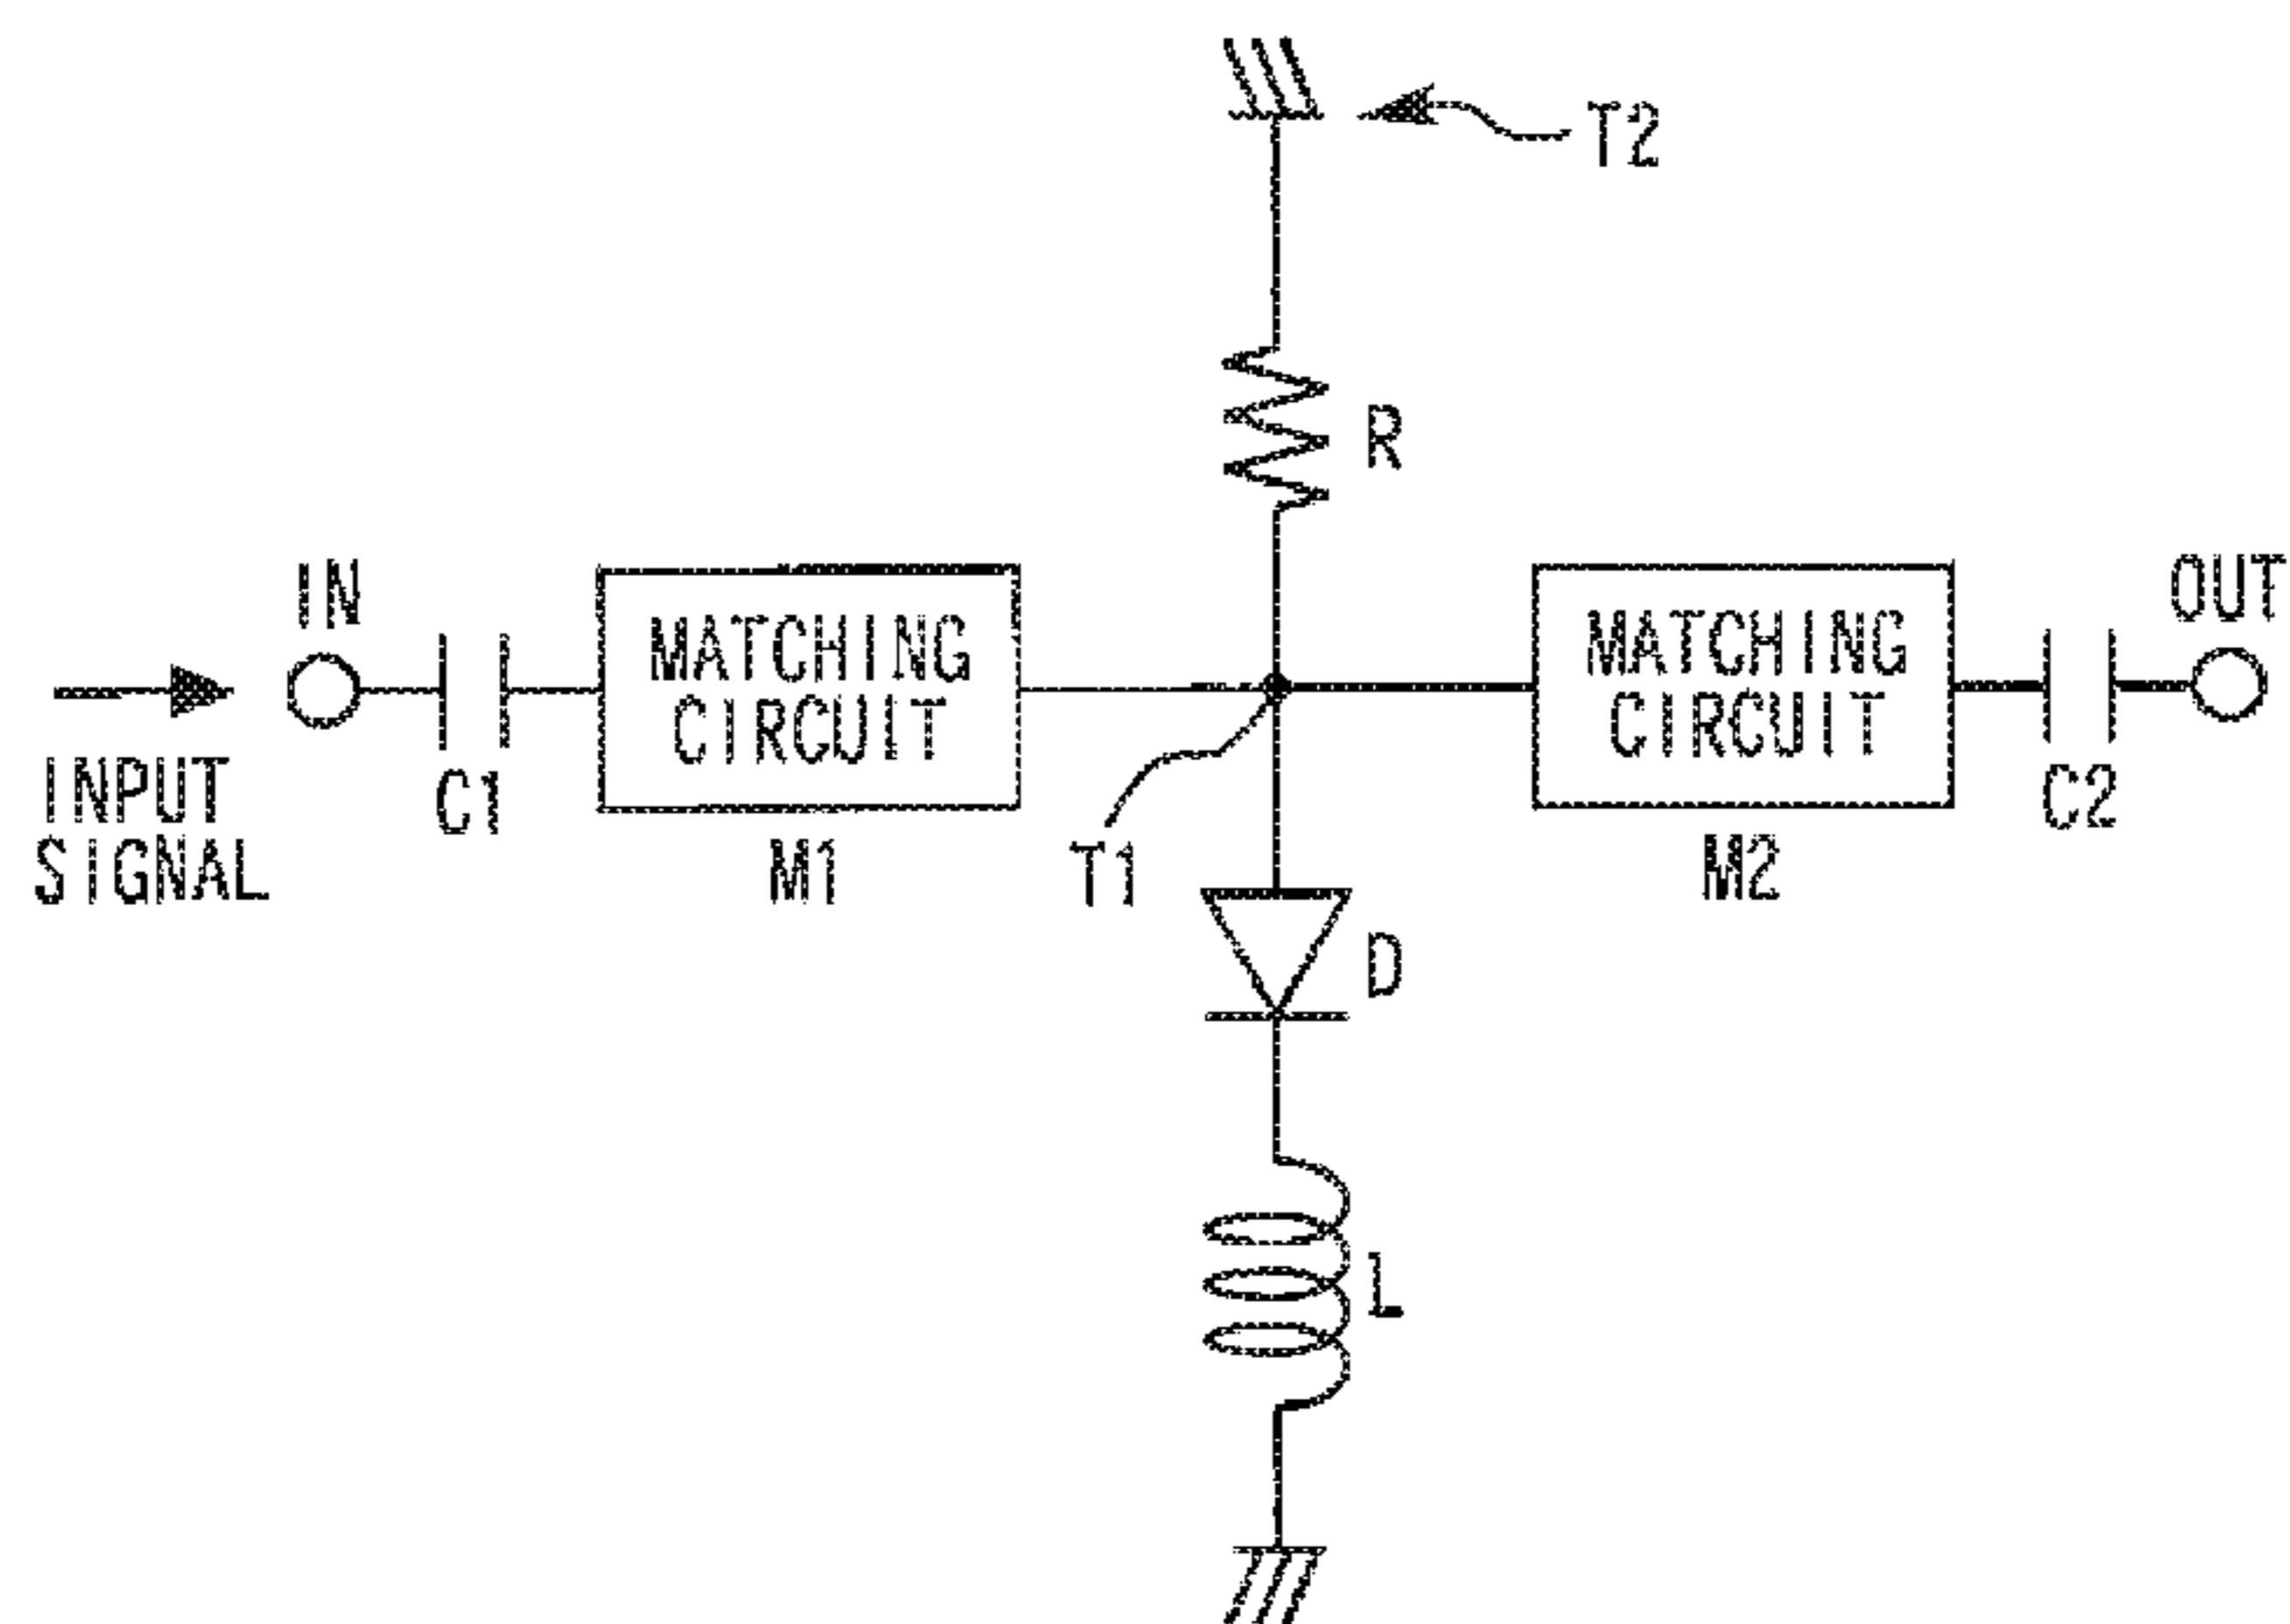 T2
R
IN
OUT
MATCHING
CIRCUIT
MATCHING
CIRCUIT
INPUT
SIGNAL
C1
M1
T1
M2
C2
D
L